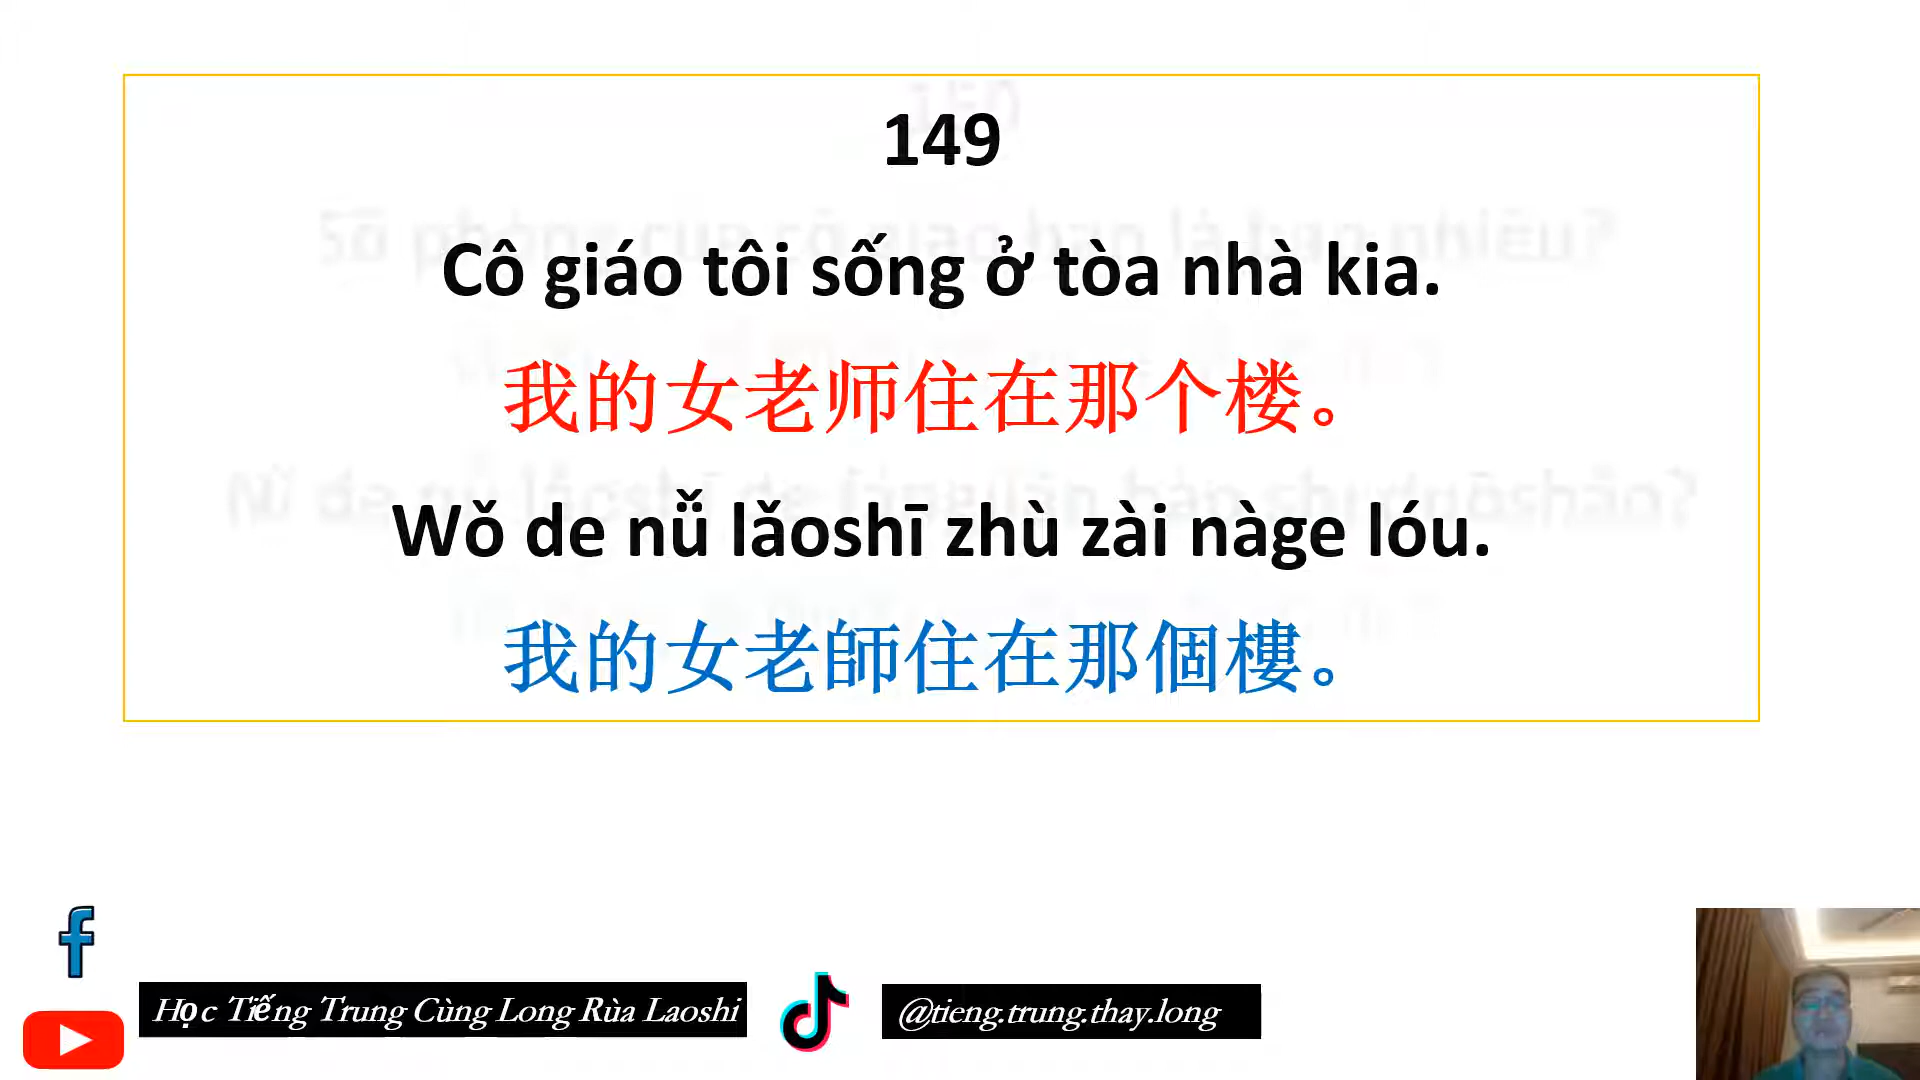 149
Cô giáo tôi sống ở tòa nhà kia.
我的女老师住在那个楼。
Wǒ de nǚ lǎoshī zhù zài nàge lóu.
我的女老師住在那個樓。
Học Tiếng Trung Cùng Long Rùa Laoshi
@tieng.trung.thay.long